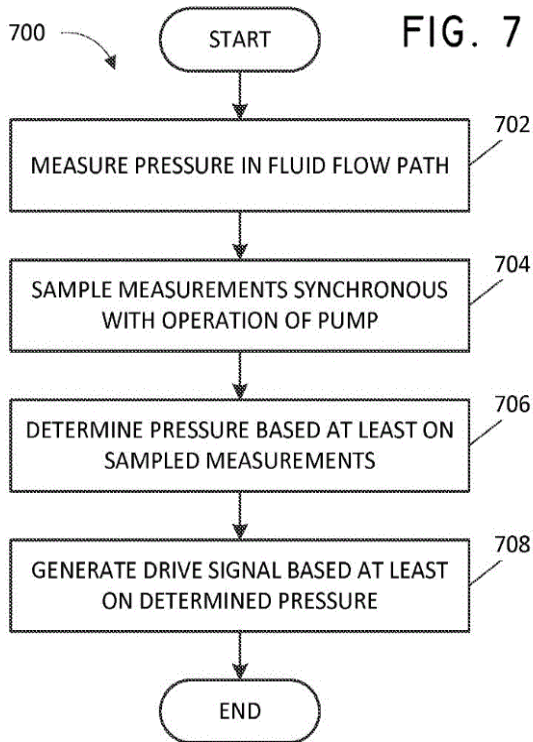 700
START
FIG. 7
702
MEASURE PRESSURE IN FLUID FLOW PATH
704
SAMPLE MEASUREMENTS SYNCHRONOUS
WITH OPERATION OF PUMP
706
DETERMINE PRESSURE BASED AT LEAST ON
SAMPLED MEASUREMENTS
708
GENERATE DRIVE SIGNAL BASED AT LEAST
ON DETERMINED PRESSURE
END